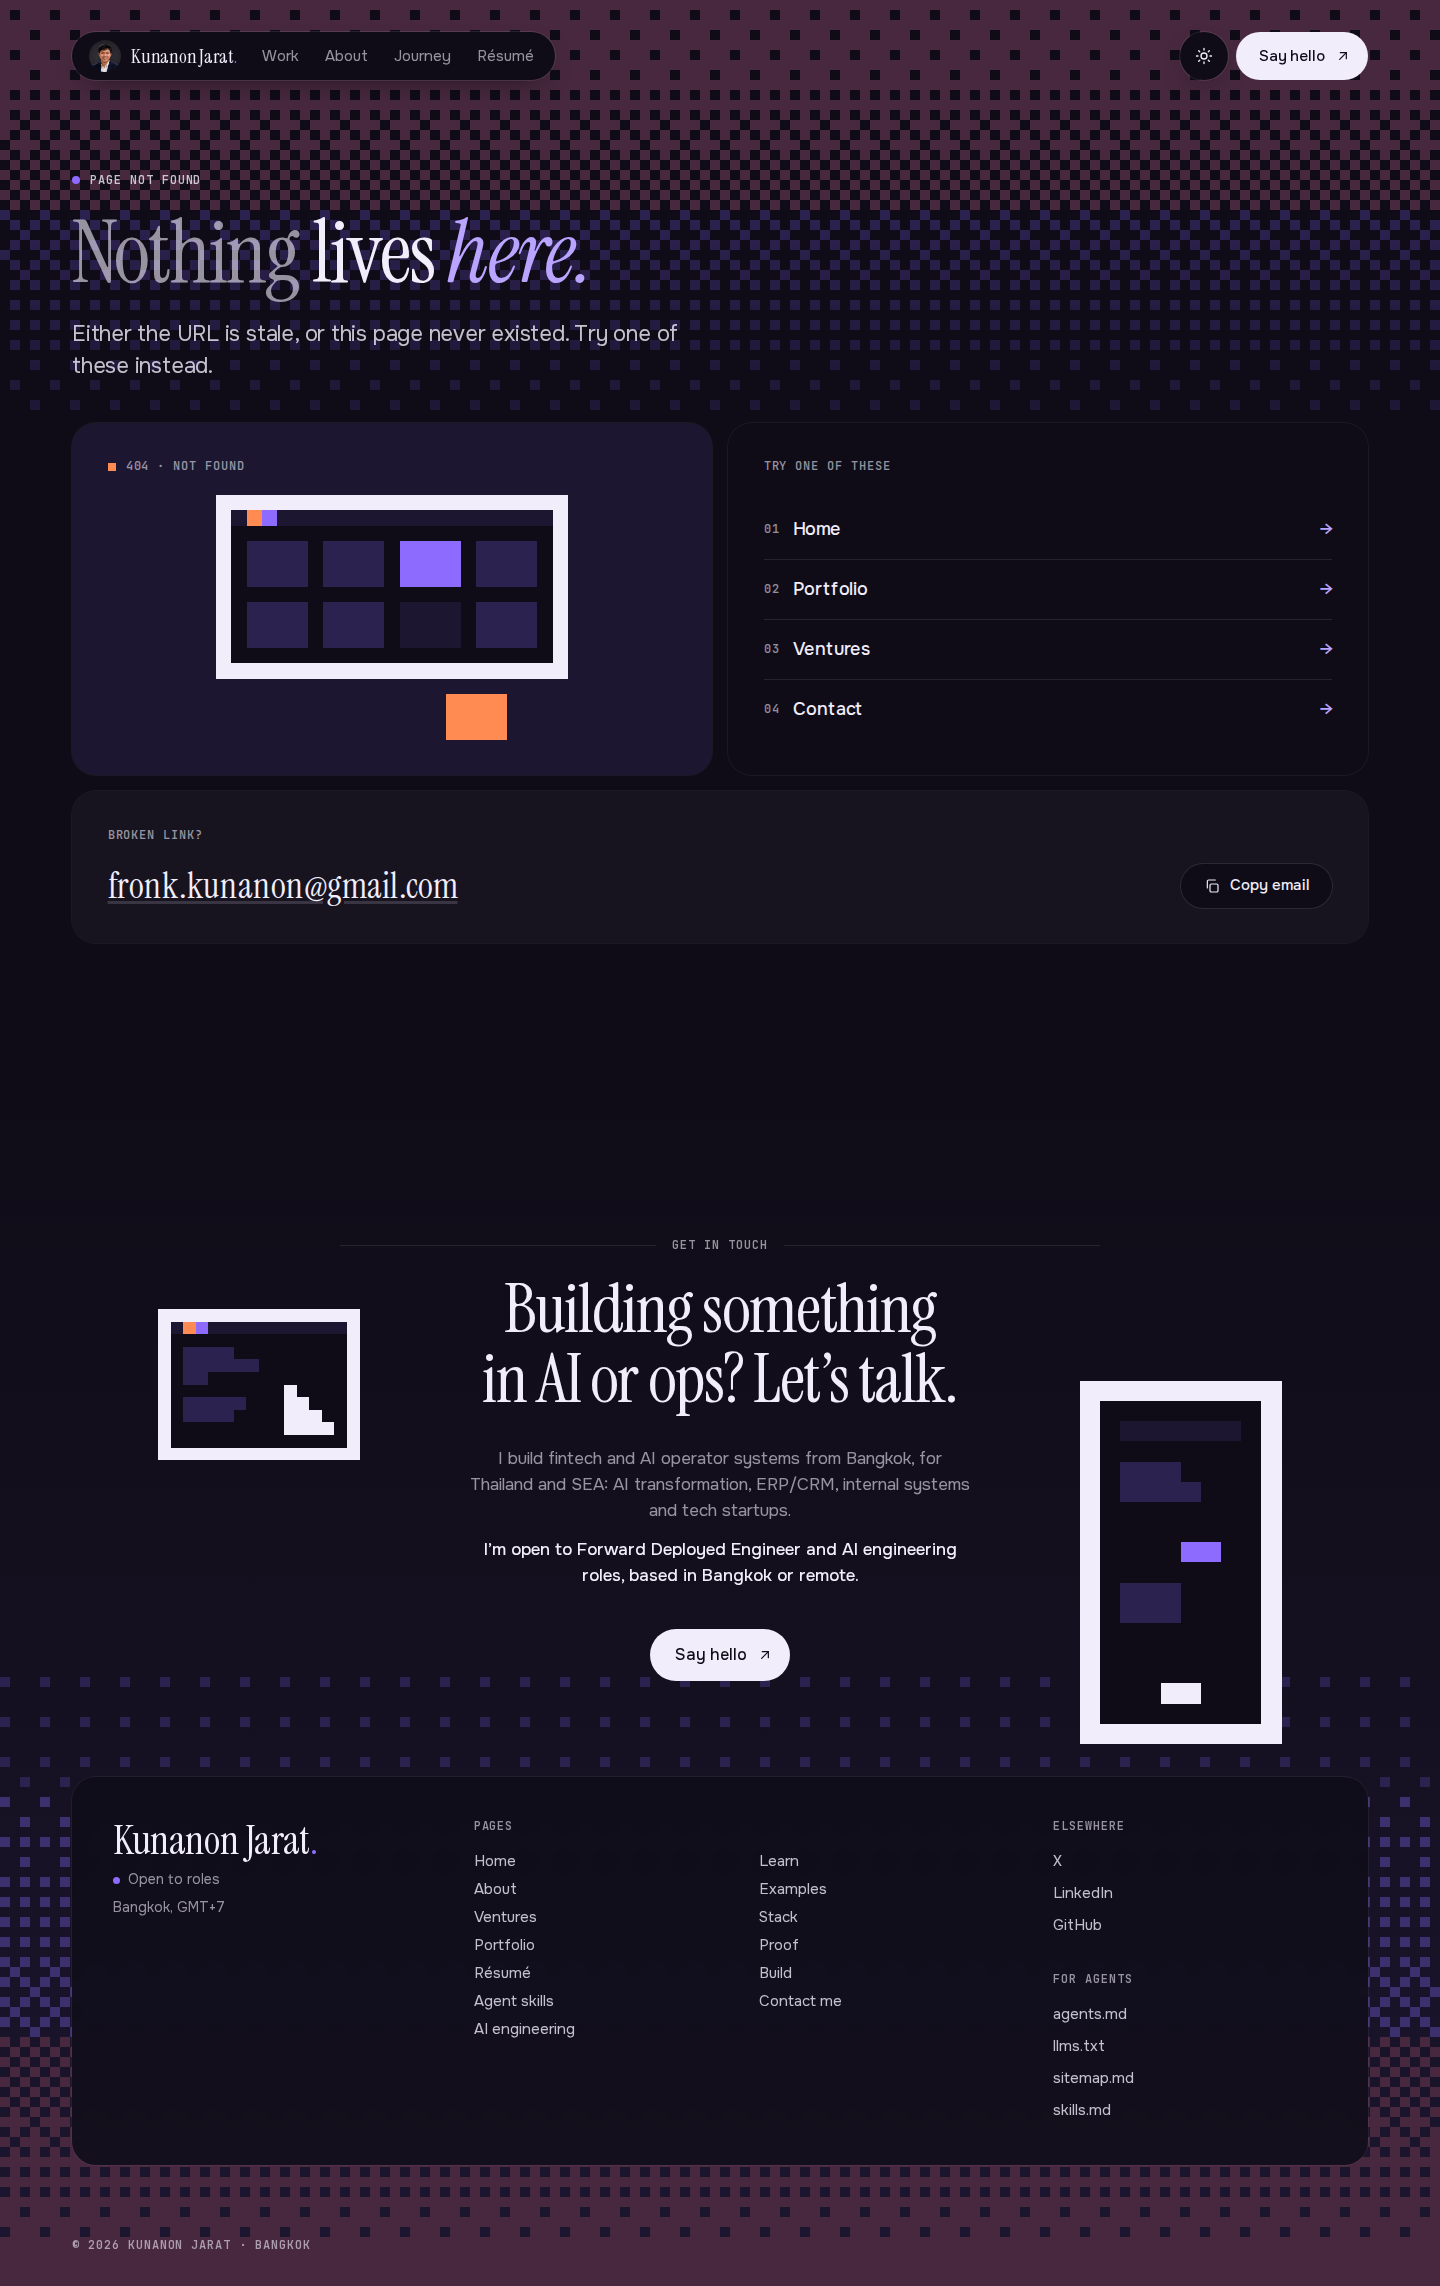 Kunanon Jarat.
Work
About
Journey
Résumé
Say hello
PAGE NOT FOUND
Nothing lives here.
Either the URL is stale, or this page never existed. Try one of
these instead.
404 · NOT FOUND
TRY ONE OF THESE
01 Home
02 Portfolio
03 Ventures
04 Contact
BROKEN LINK?
fronk.kunanon@gmail.com
Copy email
GET IN TOUCH
Building something
in AI or ops? Let’s talk.
I build fintech and AI operator systems from Bangkok, for
Thailand and SEA: AI transformation, ERP/CRM, internal systems
and tech startups.
I’m open to Forward Deployed Engineer and AI engineering
roles, based in Bangkok or remote.
Say hello
Kunanon Jarat.
Open to roles
Bangkok, GMT+7
PAGES
Home
About
Ventures
Portfolio
Résumé
Agent skills
AI engineering
Learn
Examples
Stack
Proof
Build
Contact me
ELSEWHERE
X
LinkedIn
GitHub
FOR AGENTS
agents.md
llms.txt
sitemap.md
skills.md
© 2026 KUNANON JARAT · BANGKOK